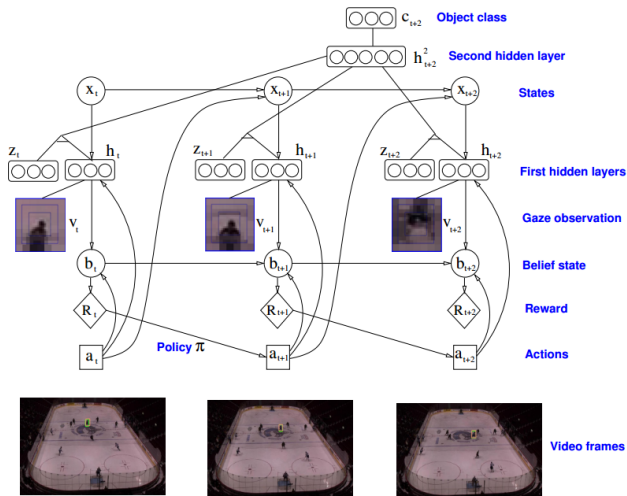 c t+2 Object class
h 2 t+2 Second hidden layer
x t x t+1 x t+2 States
z t h t z t+1 h t+1 z t+2 h t+2
First hidden layers
v t v t+1 v t+2 Gaze observation
b t b t+1 b t+2 Belief state
R t R t+1 R t+2 Reward
Policy π
a t a t+1 a t+2 Actions
Video frames